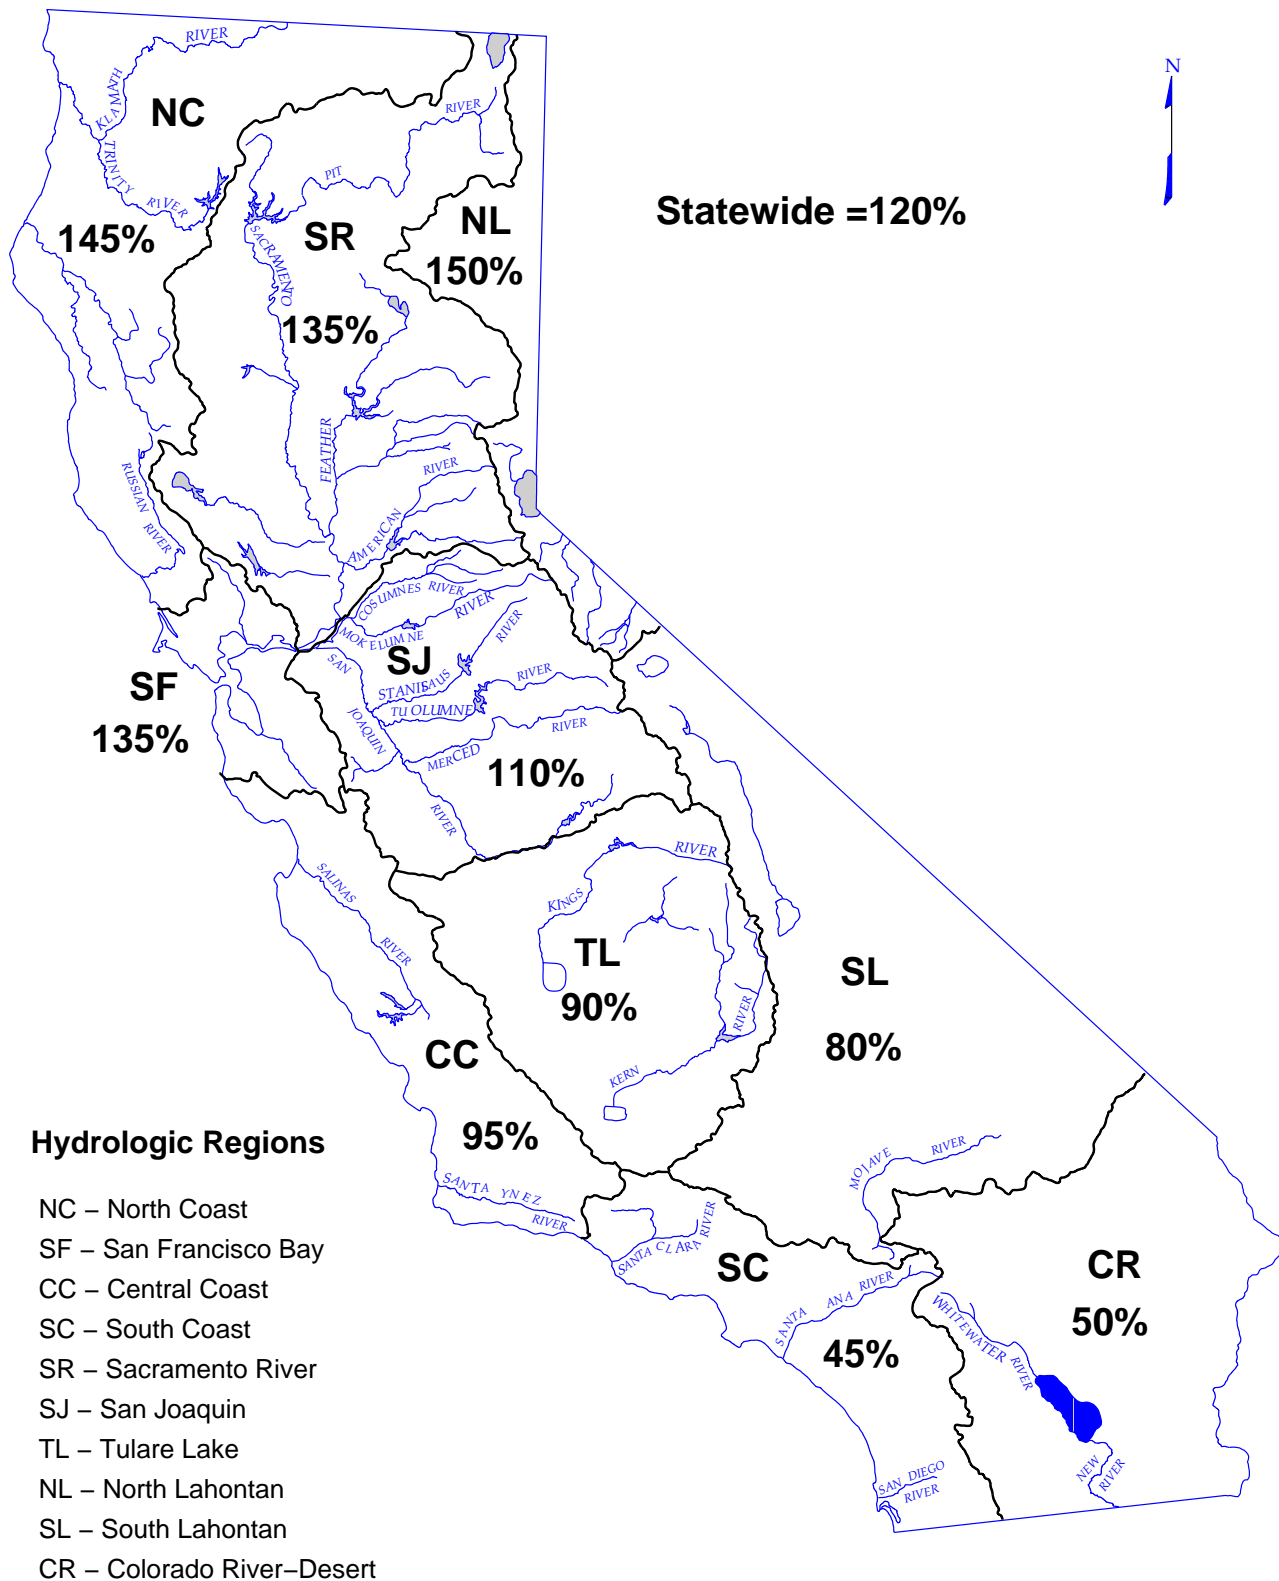 RIVER
N
KLAMATH
NC
RIVER
TRINITY
RIVER
PIT
145%
SR
NL
150%
Statewide =120%
SACRAMENTO
135%
FEATHER
RIVER
AMERICAN
RUSSIAN RIVER
COSUMNES RIVER
MOKELUMNE
RIVER
SAN
SJ
RIVER
STANISLAUS
SF
135%
JOAQUIN
TUOLUMNE
RIVER
MERCED
RIVER
110%
RIVER
SALINAS
RIVER
KINGS
RIVER
TL
90%
SL
80%
RIVER
KERN
CC
95%
MOJAVE
RIVER
SANTA YNEZ
RIVER
SANTA CLARA
RIVER
SC
SANTA ANA RIVER
45%
CR
50%
WHITEWATER
RIVER
SAN DIEGO
RIVER
NEW
RIVER
Hydrologic Regions
NC – North Coast
SF – San Francisco Bay
CC – Central Coast
SC – South Coast
SR – Sacramento River
SJ – San Joaquin
TL – Tulare Lake
NL – North Lahontan
SL – South Lahontan
CR – Colorado River–Desert